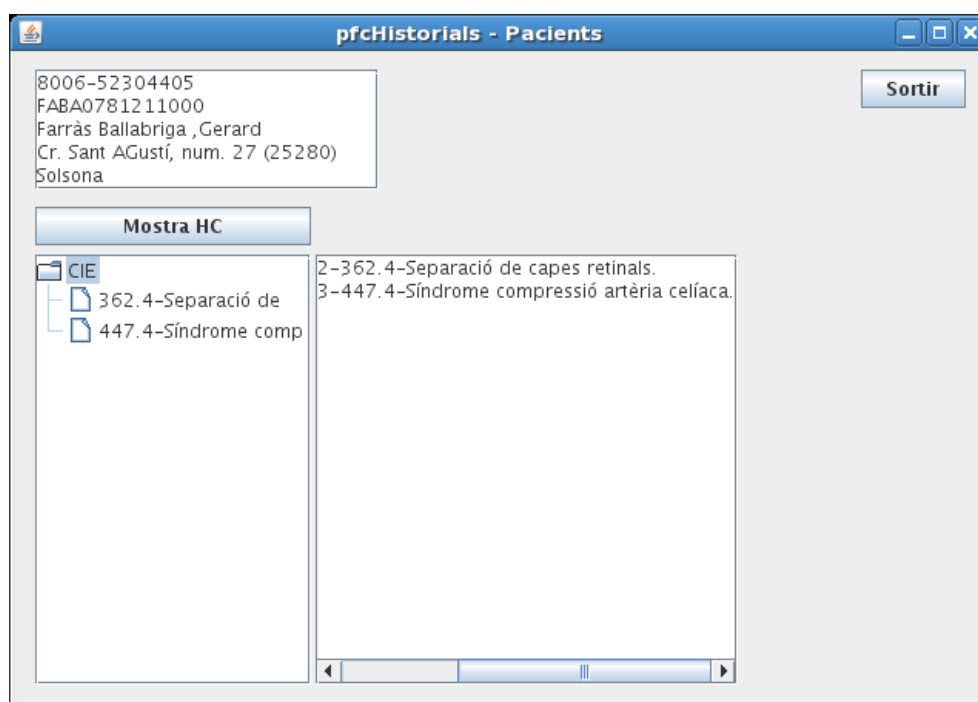 pfcHistorials - Pacients
8006-52304405
FABA0781211000
Farràs Ballabriga ,Gerard
Cr. Sant AGustí, num. 27 (25280)
Solsona
Sortir
Mostra HC
CIE
362.4-Separació de
447.4-Síndrome comp
2-362.4-Separació de capes retinals.
3-447.4-Síndrome compressió artèria celíaca.